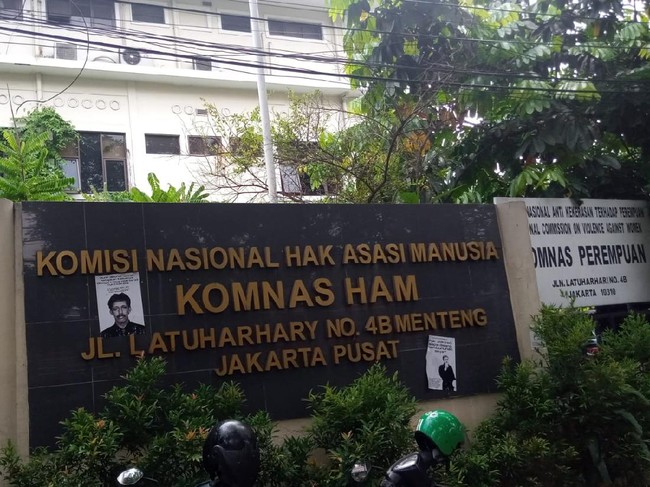 KOMISI NASIONAL HAK ASASI MANUSIA
KOMNAS HAM
JL. LATUHARHARY NO. 4B MENTENG
JAKARTA PUSAT
NASIONAL ANTI KEKERASAN TERHADAP PEREMPUAN
NAL COMMISSION ON VIOLENCE AGAINST WOMEN
OMNAS PEREMPUAN
JLN. LATUHARHARI NO. 4B
JAKARTA 10310